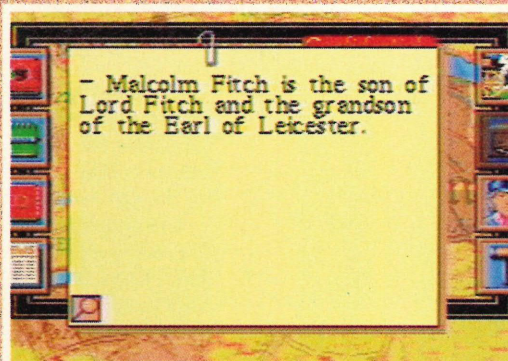 - Malcolm Fitch is the son of
Lord Fitch and the grandson
of the Earl of Leicester.